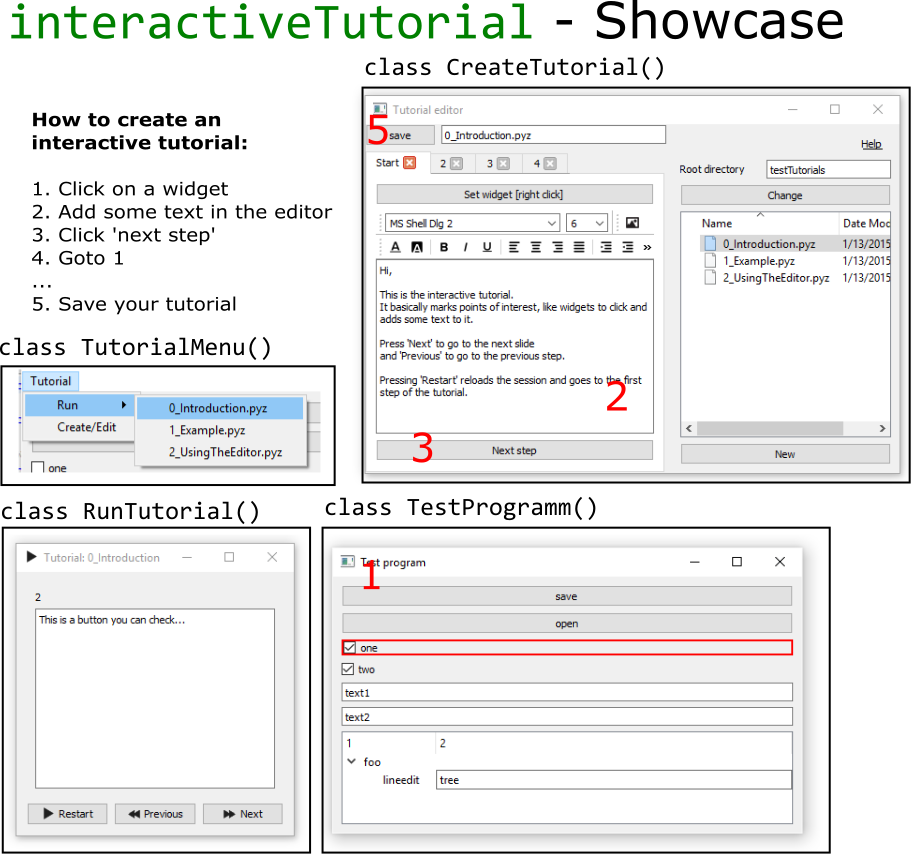 interactiveTutorial - Showcase
How to create an
interactive tutorial:
1. Click on a widget
2. Add some text in the editor
3. Click 'next step'
4. Goto 1
...
5. Save your tutorial
class CreateTutorial()
Tutorial editor
5
save
0_Introduction.pyz
Help
Start
2
3
4
Root directory
testTutorials
Set widget [right click]
Change
MS Shell Dlg 2
6
A A B I U »
Name
Date Moc
0_Introduction.pyz
1/13/2015
1_Example.pyz
1/13/2015
2_UsingTheEditor.pyz
1/13/2015
Hi,
This is the interactive tutorial.
It basically marks points of interest, like widgets to click and
adds some text to it.
Press 'Next' to go to the next slide
and 'Previous' to go to the previous step.
Pressing 'Restart' reloads the session and goes to the first
step of the tutorial.
2
3
Next step
New
class TutorialMenu()
Tutorial
Run
Create/Edit
0_Introduction.pyz
1_Example.pyz
2_UsingTheEditor.pyz
one
class RunTutorial()
Tutorial: 0_Introduction
2
This is a button you can check...
Restart
Previous
Next
class TestProgramm()
Test program
1
save
open
one
two
text1
text2
1
2
foo
lineedit
tree